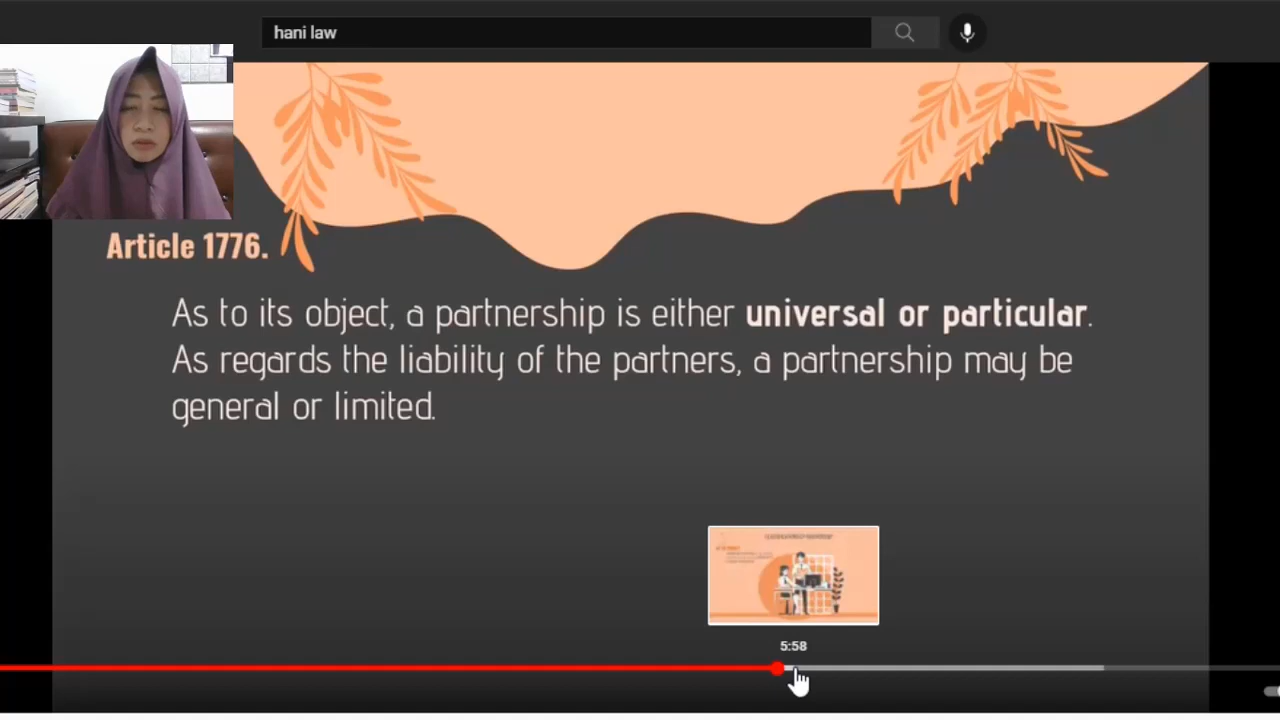 hani law
Article 1776.
As to its object, a partnership is either universal or particular.
As regards the liability of the partners, a partnership may be
general or limited.
5:58